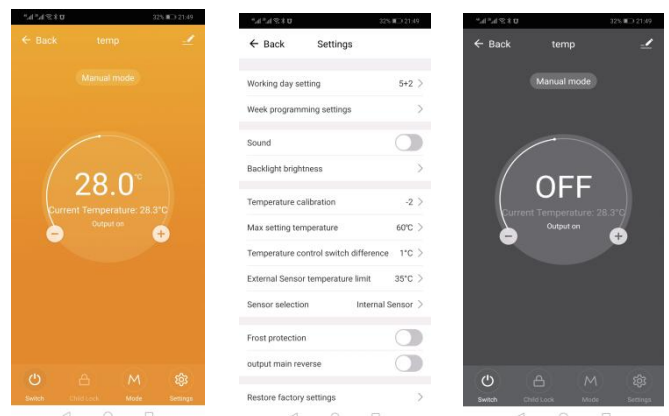 32% 21:49
← Back temp
Manual mode
28.0°C
Current Temperature: 28.3°C
Output on
− +
Switch Child Lock Mode Settings
32% 21:49
← Back Settings
Working day setting 5+2 >
Week programming settings >
Sound
Backlight brightness >
Temperature calibration -2 >
Max setting temperature 60℃ >
Temperature control switch difference 1°C >
External Sensor temperature limit 35℃ >
Sensor selection Internal Sensor >
Frost protection
output main reverse
Restore factory settings >
32% 21:49
← Back temp
Manual mode
OFF
Current Temperature: 28.3°C
Output on
− +
Switch Child Lock Mode Settings